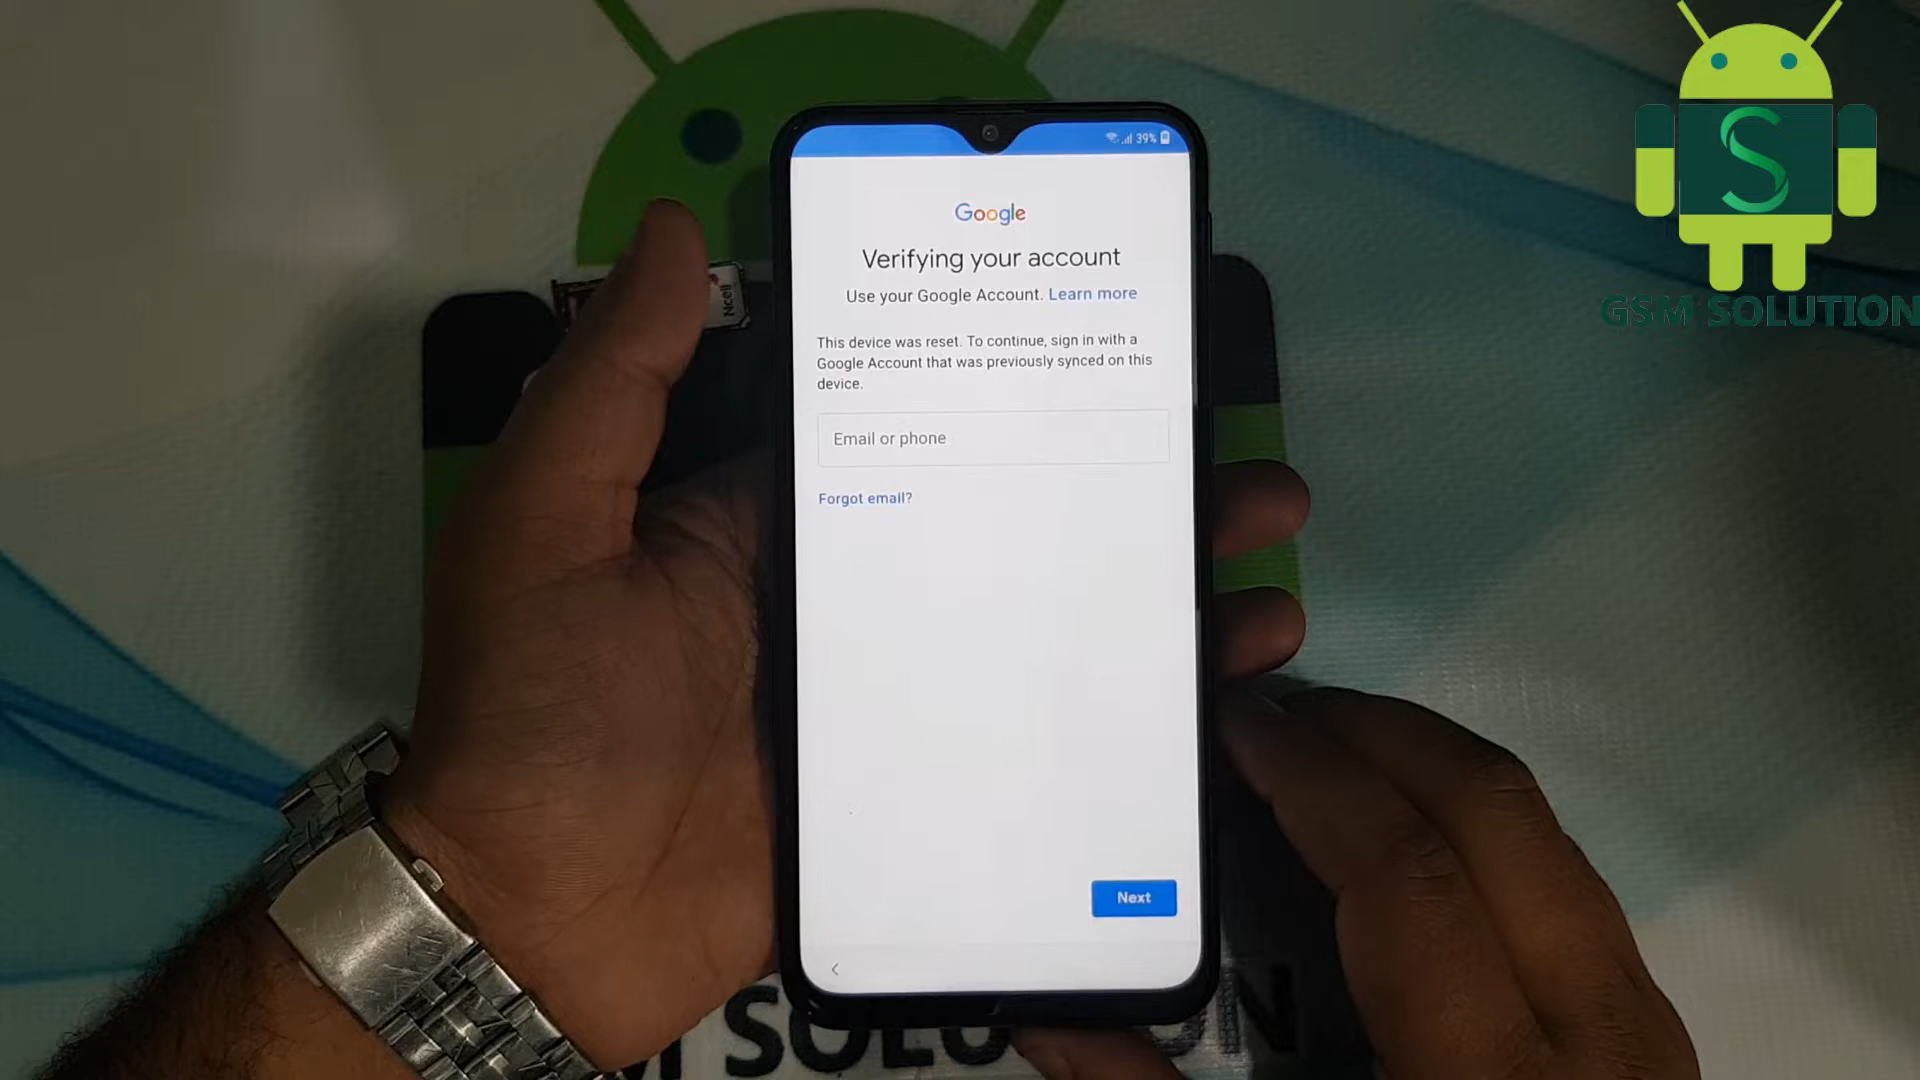 GSM SOLUTION
S
39%
Google
Verifying your account
Use your Google Account. Learn more
This device was reset. To continue, sign in with a
Google Account that was previously synced on this
device.
Email or phone
Forgot email?
Next
Ncell